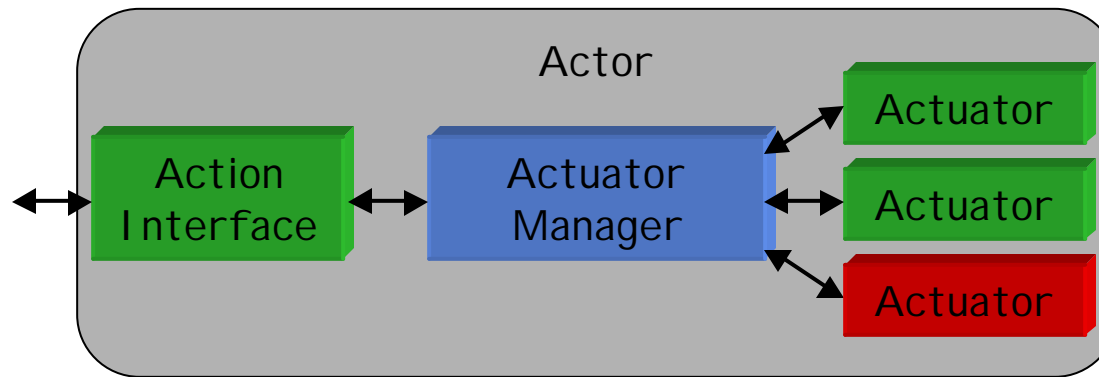 Actor
Action
Interface
Actuator
Manager
Actuator
Actuator
Actuator